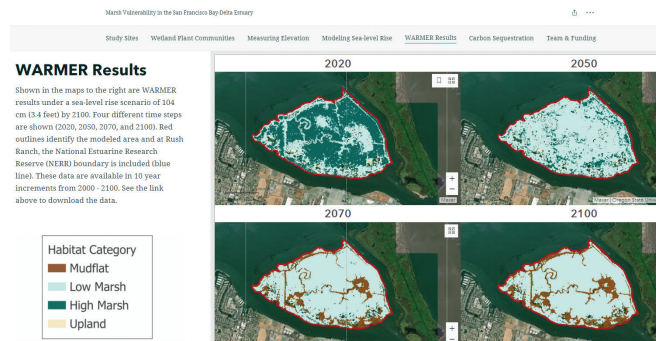 Marsh Vulnerability in the San Francisco Bay-Delta Estuary
Study Sites Wetland Plant Communities Measuring Elevation Modeling Sea-level Rise WARMER Results Carbon Sequestration Team & Funding
WARMER Results
Shown in the maps to the right are WARMER
results under a sea-level rise scenario of 104
cm (3.4 feet) by 2100. Four different time steps
are shown (2020, 2050, 2070, and 2100). Red
outlines identify the modeled area and at Rush
Ranch, the National Estuarine Research
Reserve (NERR) boundary is included (blue
line). These data are available in 10 year
increments from 2000 - 2100. See the link
above to download the data.
Habitat Category
Mudflat
Low Marsh
High Marsh
Upland
2020
2050
Maxar
Maxar | Oregon State Univ
2070
2100